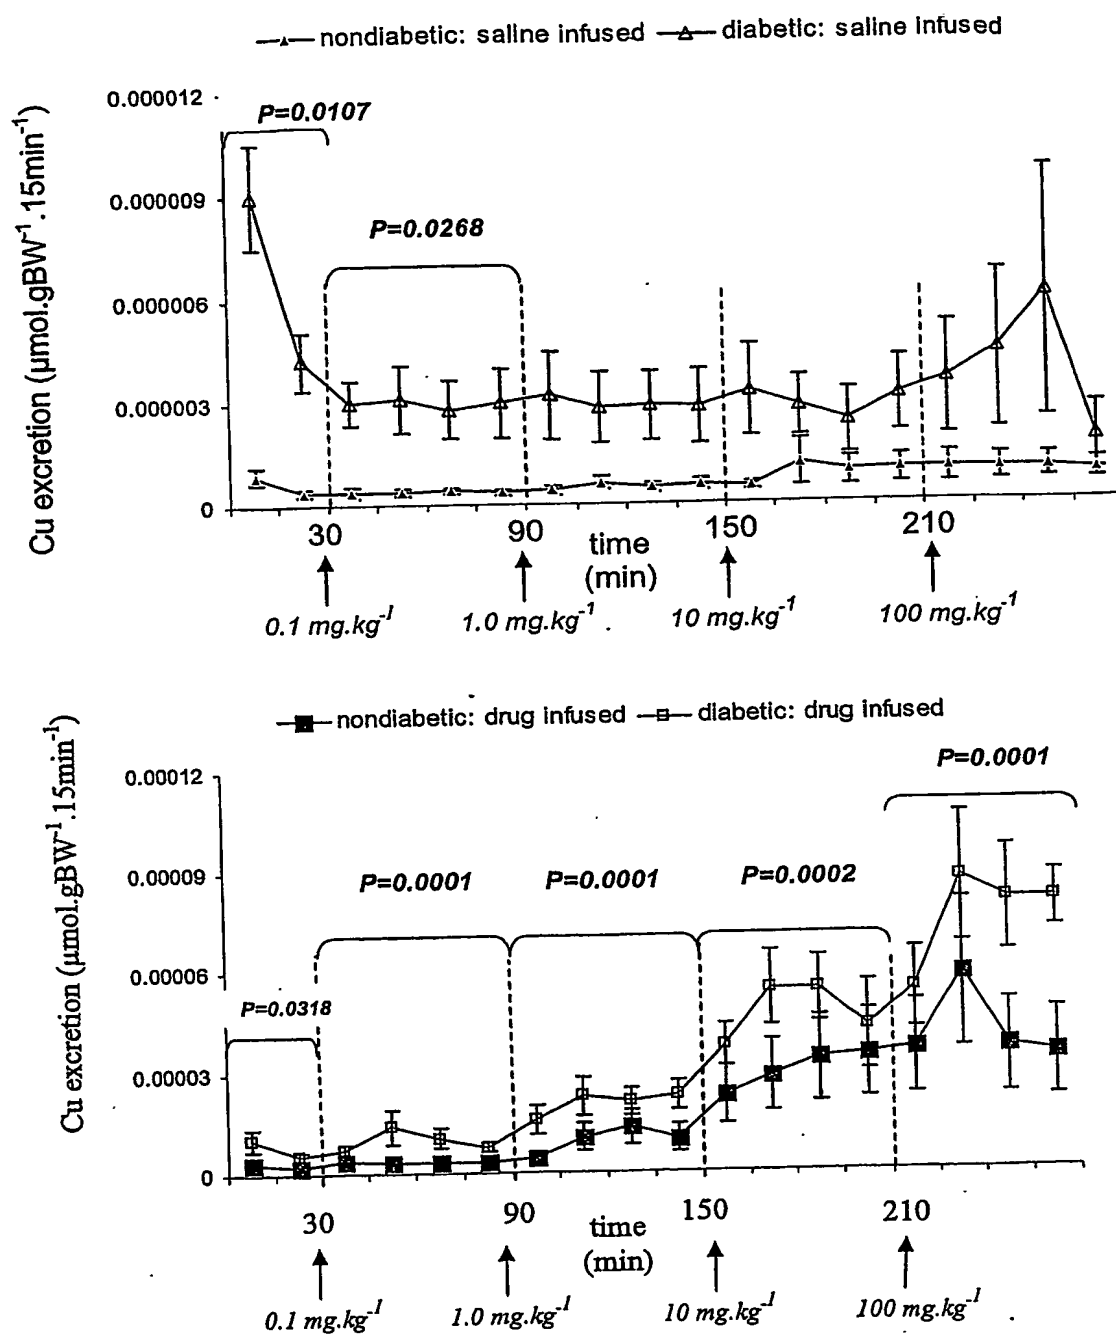 nondiabetic: saline infused diabetic: saline infused
Cu excretion (µmol.gBW⁻¹.15min⁻¹)
0.000012
0.000009
0.000006
0.000003
0
P=0.0107
P=0.0268
30 90 150 210
time
(min)
0.1 mg.kg⁻¹ 1.0 mg.kg⁻¹ 10 mg.kg⁻¹ 100 mg.kg⁻¹
nondiabetic: drug infused diabetic: drug infused
Cu excretion (µmol.gBW⁻¹.15min⁻¹)
0.00012
0.00009
0.00006
0.00003
0
P=0.0001
P=0.0001 P=0.0001 P=0.0002
P=0.0318
30 90 150 210
time
(min)
0.1 mg.kg⁻¹ 1.0 mg.kg⁻¹ 10 mg.kg⁻¹ 100 mg.kg⁻¹